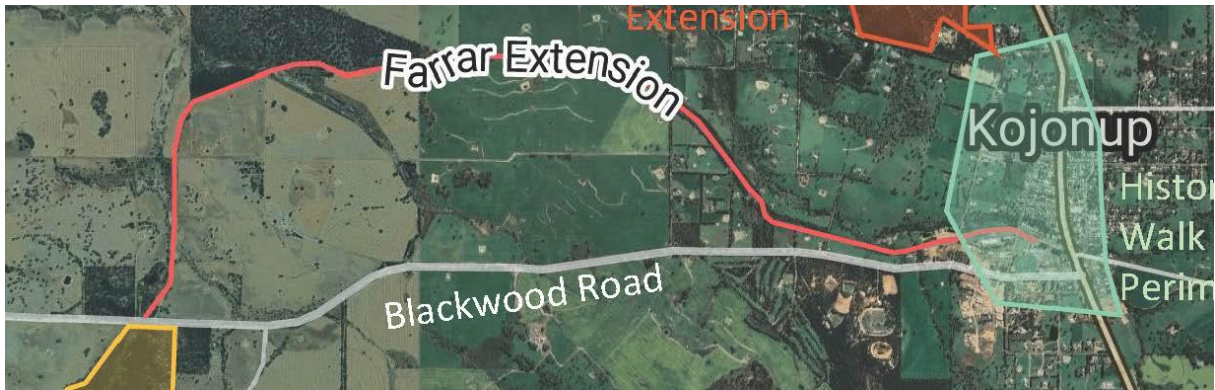 Extension
Farrar Extension
Kojonup
Histor
Walk
Perim
Blackwood Road